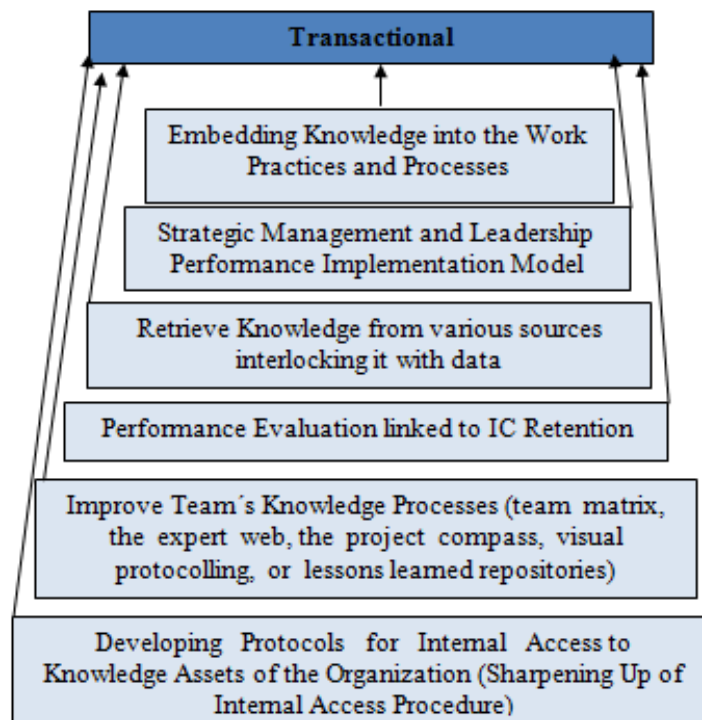 Transactional
Embedding Knowledge into the Work
Practices and Processes
Strategic Management and Leadership
Performance Implementation Model
Retrieve Knowledge from various sources
interlocking it with data
Performance Evaluation linked to IC Retention
Improve Team´s Knowledge Processes (team matrix,
the expert web, the project compass, visual
protocolling, or lessons learned repositories)
Developing Protocols for Internal Access to
Knowledge Assets of the Organization (Sharpening Up of
Internal Access Procedure)